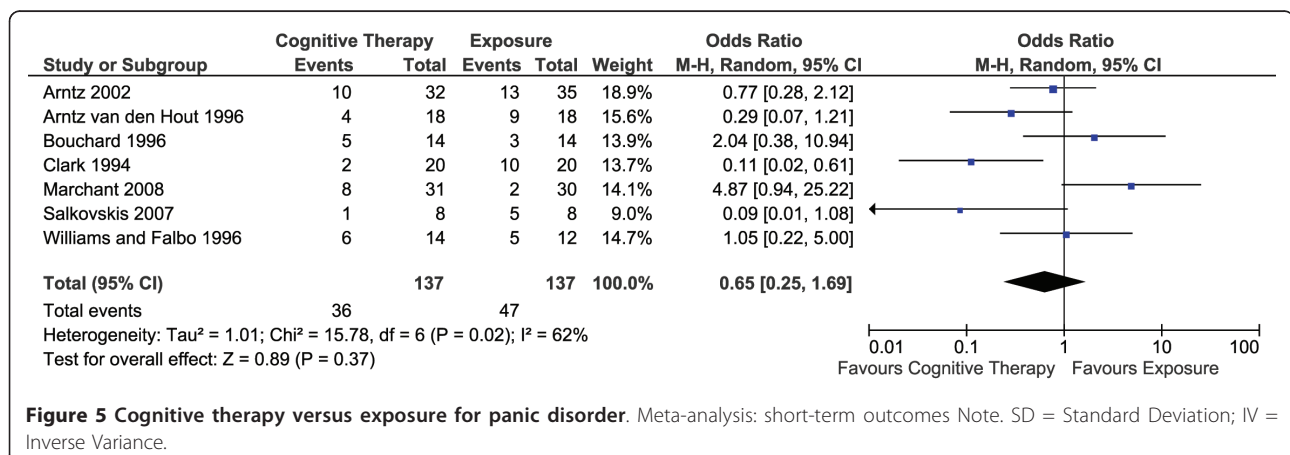 Cognitive Therapy Exposure Odds Ratio Odds Ratio
Study or Subgroup Events Total Events Total Weight M-H, Random, 95% CI M-H, Random, 95% CI
Arntz 2002 10 32 13 35 18.9% 0.77 [0.28, 2.12]
Arntz van den Hout 1996 4 18 9 18 15.6% 0.29 [0.07, 1.21]
Bouchard 1996 5 14 3 14 13.9% 2.04 [0.38, 10.94]
Clark 1994 2 20 10 20 13.7% 0.11 [0.02, 0.61]
Marchant 2008 8 31 2 30 14.1% 4.87 [0.94, 25.22]
Salkovskis 2007 1 8 5 8 9.0% 0.09 [0.01, 1.08]
Williams and Falbo 1996 6 14 5 12 14.7% 1.05 [0.22, 5.00]
Total (95% CI) 137 137 100.0% 0.65 [0.25, 1.69]
Total events 36 47
Heterogeneity: Tau² = 1.01; Chi² = 15.78, df = 6 (P = 0.02); I² = 62%
Test for overall effect: Z = 0.89 (P = 0.37)
0.01 0.1 1 10 100
Favours Cognitive Therapy Favours Exposure
Figure 5 Cognitive therapy versus exposure for panic disorder. Meta-analysis: short-term outcomes Note. SD = Standard Deviation; IV =
Inverse Variance.